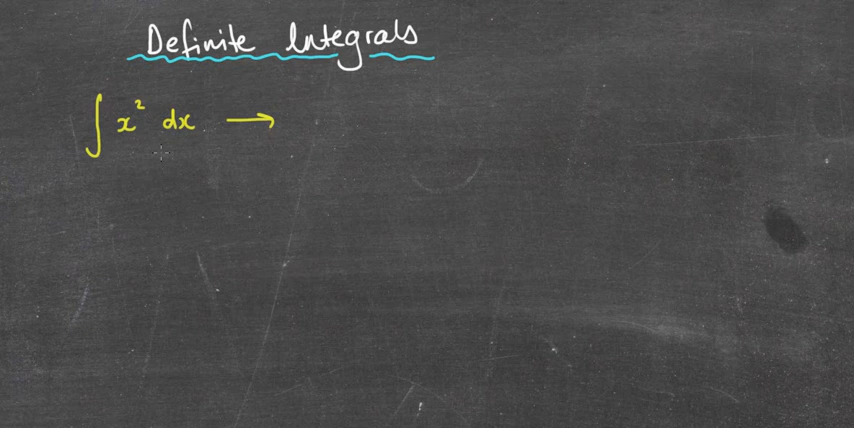 Definite Integrals
∫ x² dx →